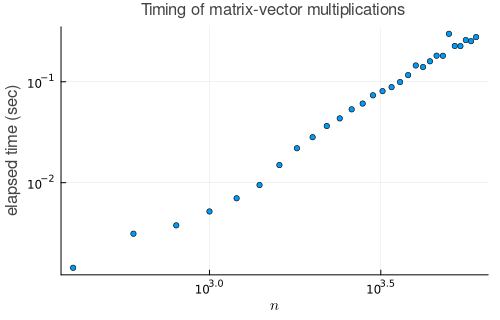 Timing of matrix-vector multiplications
elapsed time (sec)
10⁻¹
10⁻²
10³·⁰
10³·⁵
n